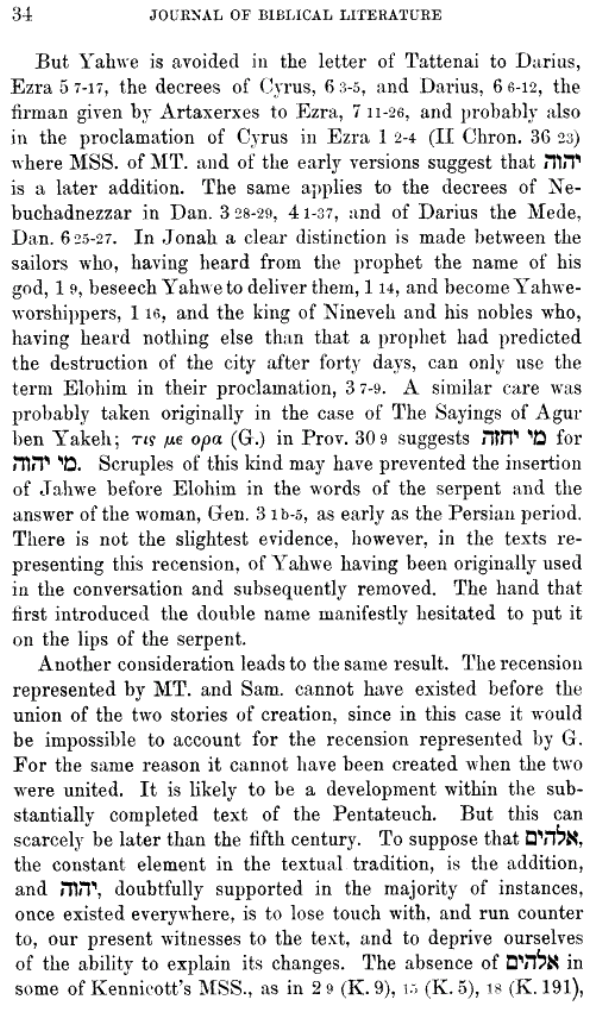 34 JOURNAL OF BIBLICAL LITERATURE
But Yahwe is avoided in the letter of Tattenai to Darius,
Ezra 5 7-17, the decrees of Cyrus, 6 3-5, and Darius, 6 6-12, the
firman given by Artaxerxes to Ezra, 7 11-26, and probably also
in the proclamation of Cyrus in Ezra 1 2-4 (II Chron. 36 23)
where MSS. of MT. and of the early versions suggest that יהוה
is a later addition. The same applies to the decrees of Ne-
buchadnezzar in Dan. 3 28-29, 4 1-37, and of Darius the Mede,
Dan. 6 25-27. In Jonah a clear distinction is made between the
sailors who, having heard from the prophet the name of his
god, 1 9, beseech Yahwe to deliver them, 1 14, and become Yahwe-
worshippers, 1 16, and the king of Nineveh and his nobles who,
having heard nothing else than that a prophet had predicted
the destruction of the city after forty days, can only use the
term Elohim in their proclamation, 3 7-9. A similar care was
probably taken originally in the case of The Sayings of Agur
ben Yakeh; τις με ορα (G.) in Prov. 30 9 suggests מי יחזה for
מי יהוה. Scruples of this kind may have prevented the insertion
of Jahwe before Elohim in the words of the serpent and the
answer of the woman, Gen. 3 1b-5, as early as the Persian period.
There is not the slightest evidence, however, in the texts re-
presenting this recension, of Yahwe having been originally used
in the conversation and subsequently removed. The hand that
first introduced the double name manifestly hesitated to put it
on the lips of the serpent.
Another consideration leads to the same result. The recension
represented by MT. and Sam. cannot have existed before the
union of the two stories of creation, since in this case it would
be impossible to account for the recension represented by G.
For the same reason it cannot have been created when the two
were united. It is likely to be a development within the sub-
stantially completed text of the Pentateuch. But this can
scarcely be later than the fifth century. To suppose that אלהים,
the constant element in the textual tradition, is the addition,
and יהוה, doubtfully supported in the majority of instances,
once existed everywhere, is to lose touch with, and run counter
to, our present witnesses to the text, and to deprive ourselves
of the ability to explain its changes. The absence of אלהים in
some of Kennicott's MSS., as in 2 9 (K. 9), 15 (K. 5), 18 (K. 191),